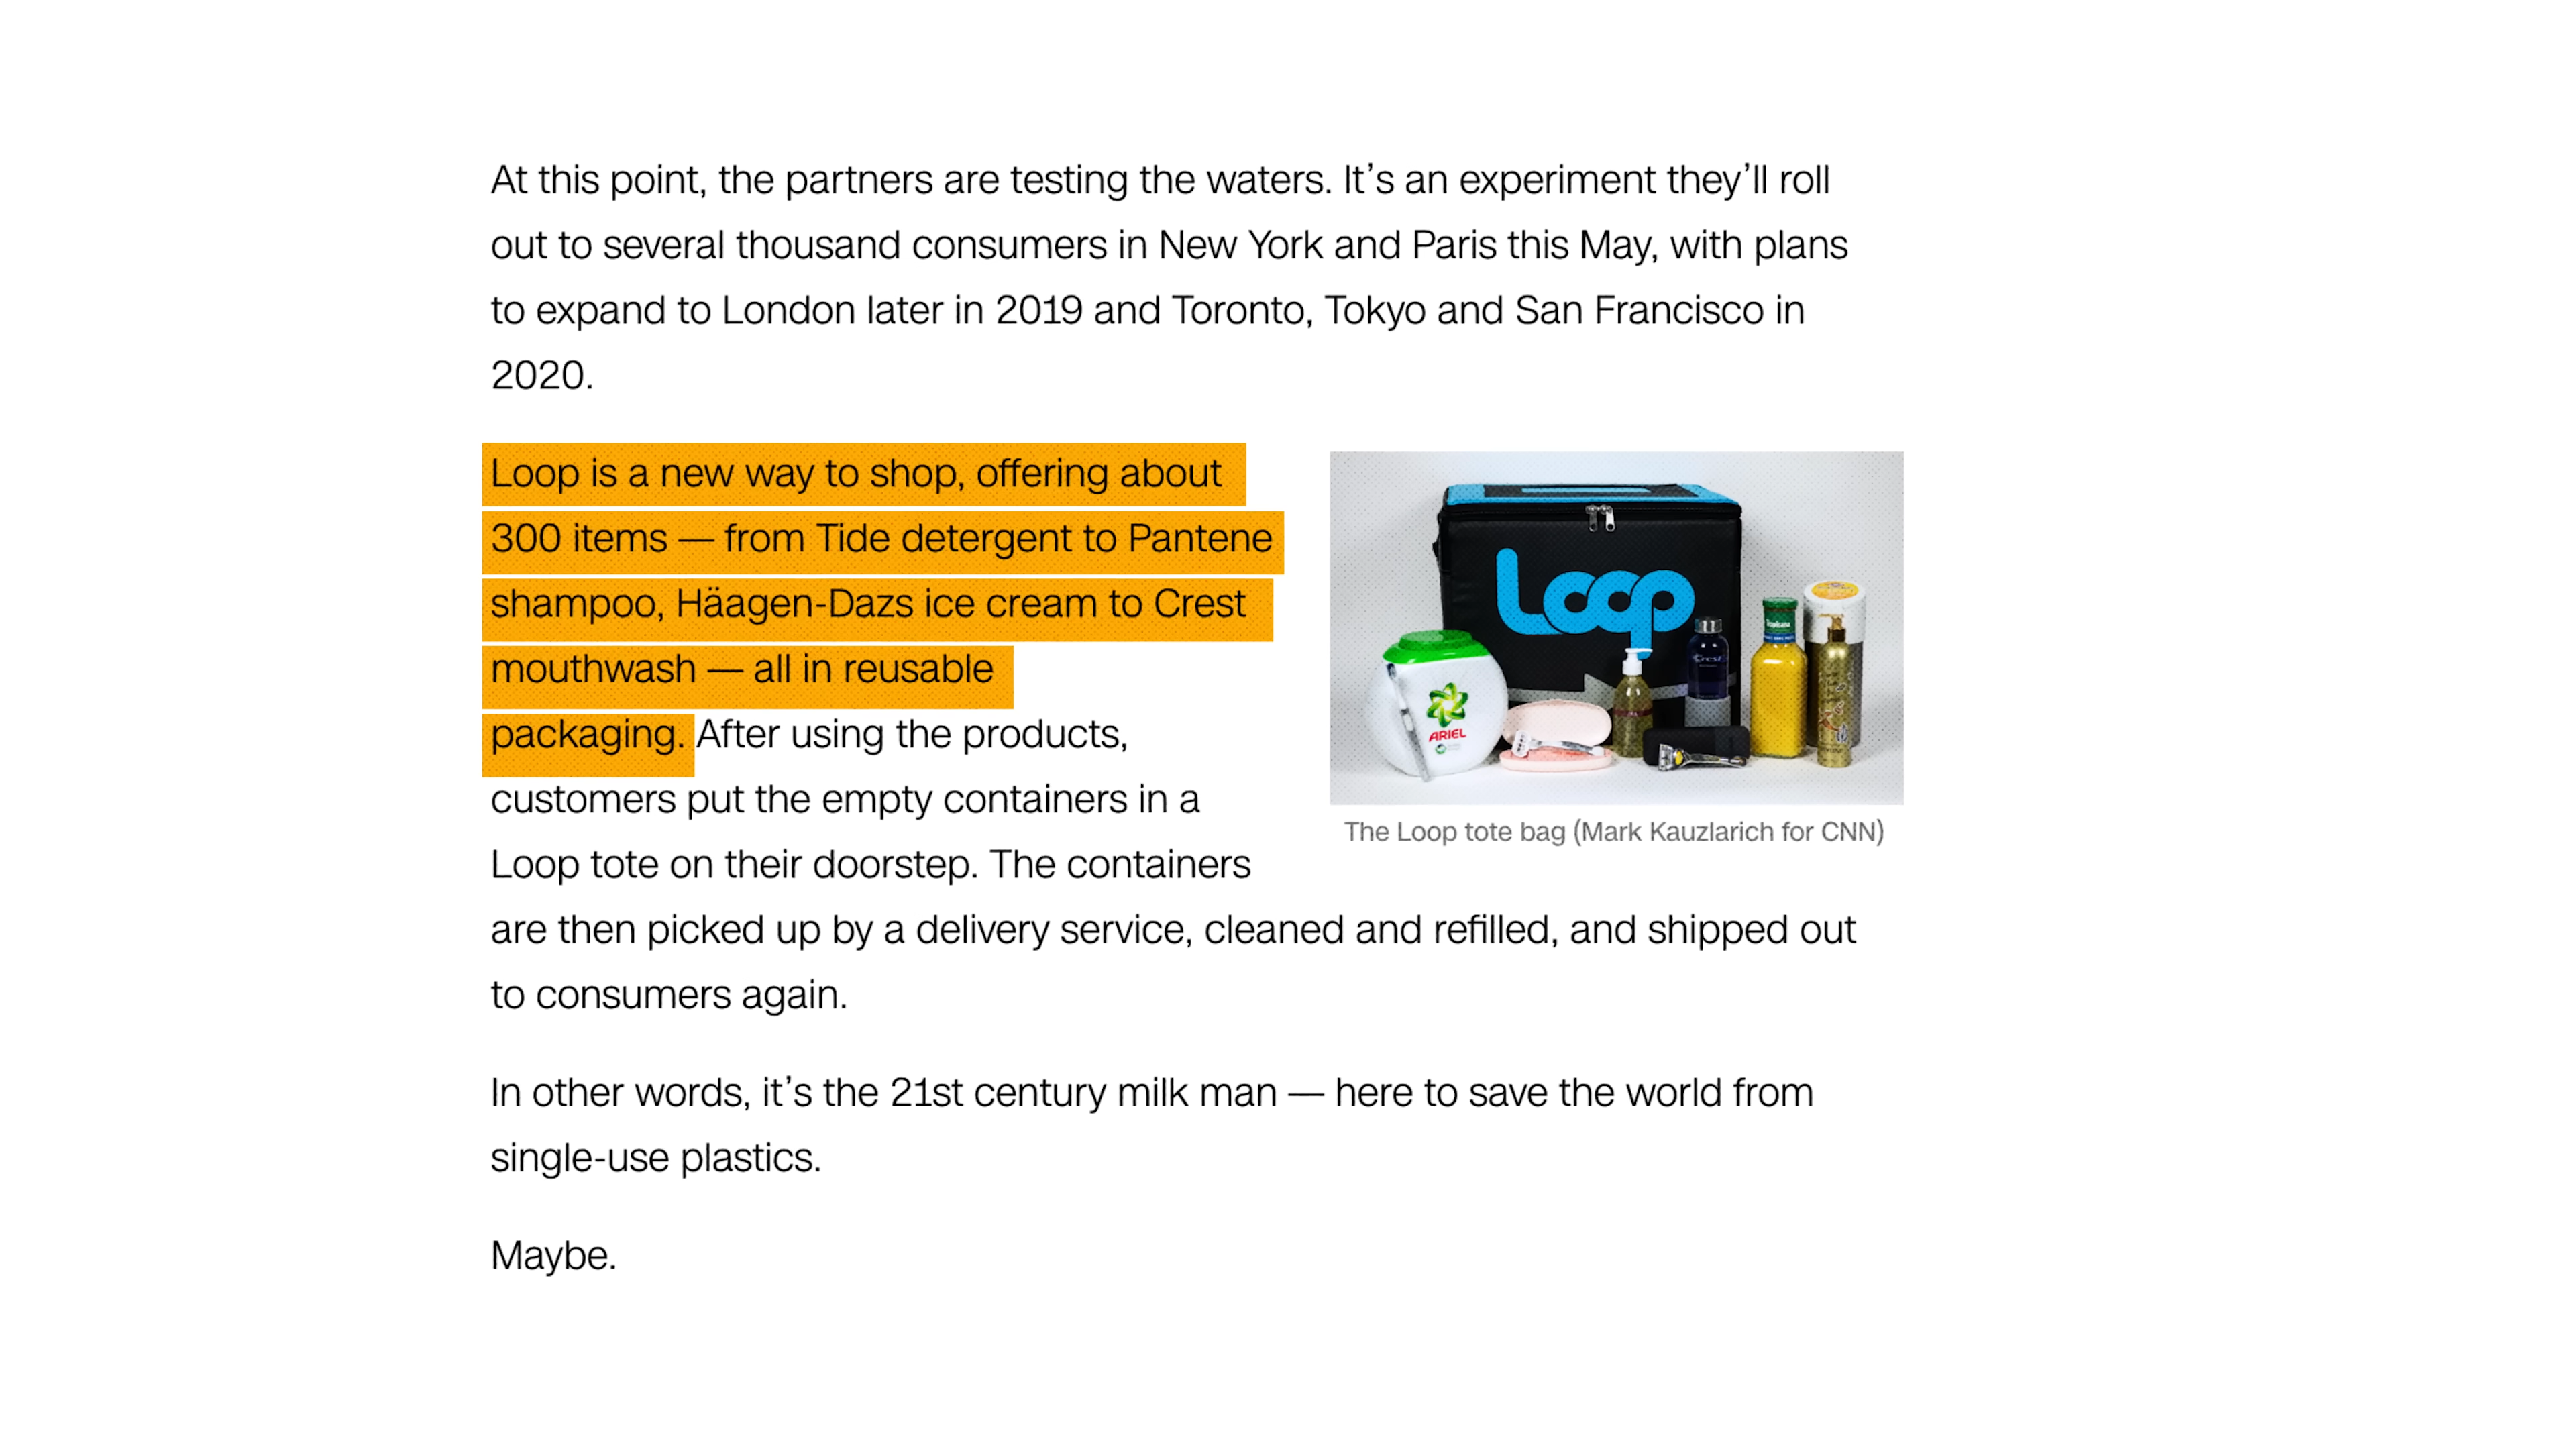 At this point, the partners are testing the waters. It’s an experiment they’ll roll
out to several thousand consumers in New York and Paris this May, with plans
to expand to London later in 2019 and Toronto, Tokyo and San Francisco in
2020.
Loop is a new way to shop, offering about
300 items — from Tide detergent to Pantene
shampoo, Häagen-Dazs ice cream to Crest
mouthwash — all in reusable
packaging. After using the products,
customers put the empty containers in a
Loop tote on their doorstep. The containers
are then picked up by a delivery service, cleaned and refilled, and shipped out
to consumers again.
Loop
Tropicana
Crest
ARIEL
The Loop tote bag (Mark Kauzlarich for CNN)
In other words, it’s the 21st century milk man — here to save the world from
single-use plastics.
Maybe.